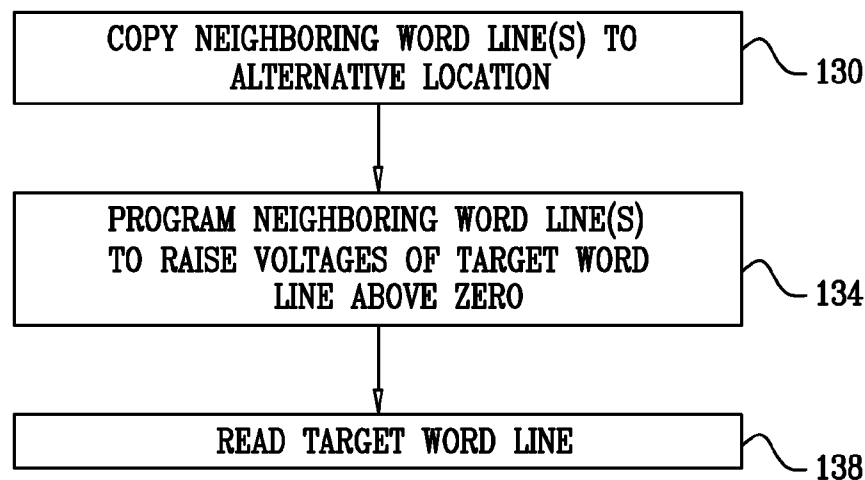 COPY NEIGHBORING WORD LINE(S) TO
ALTERNATIVE LOCATION
130
PROGRAM NEIGHBORING WORD LINE(S)
TO RAISE VOLTAGES OF TARGET WORD
LINE ABOVE ZERO
134
READ TARGET WORD LINE
138